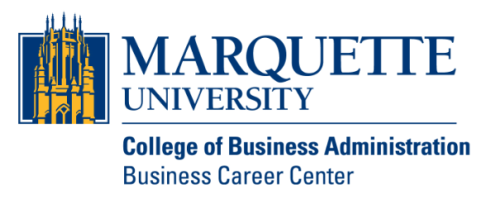 MARQUETTE
UNIVERSITY
College of Business Administration
Business Career Center